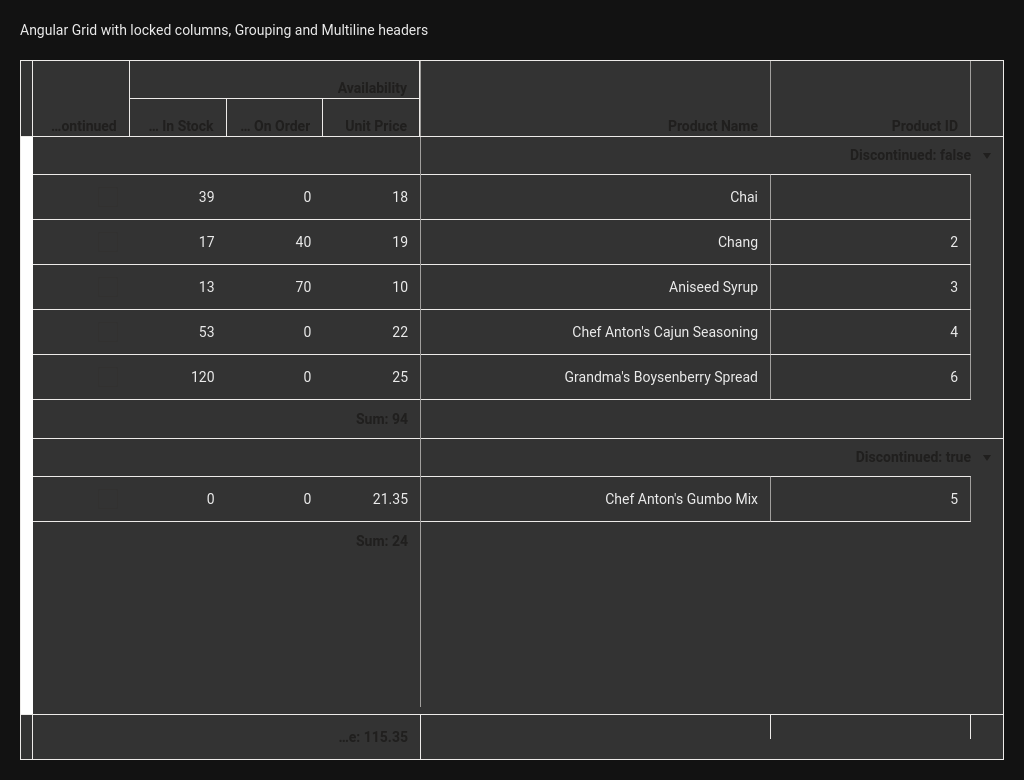 Angular Grid with locked columns, Grouping and Multiline headers
Availability
…ontinued … In Stock … On Order Unit Price Product Name Product ID
Discontinued: false
39 0 18 Chai
17 40 19 Chang 2
13 70 10 Aniseed Syrup 3
53 0 22 Chef Anton's Cajun Seasoning 4
120 0 25 Grandma's Boysenberry Spread 6
Sum: 94
Discontinued: true
0 0 21.35 Chef Anton's Gumbo Mix 5
Sum: 24
…e: 115.35